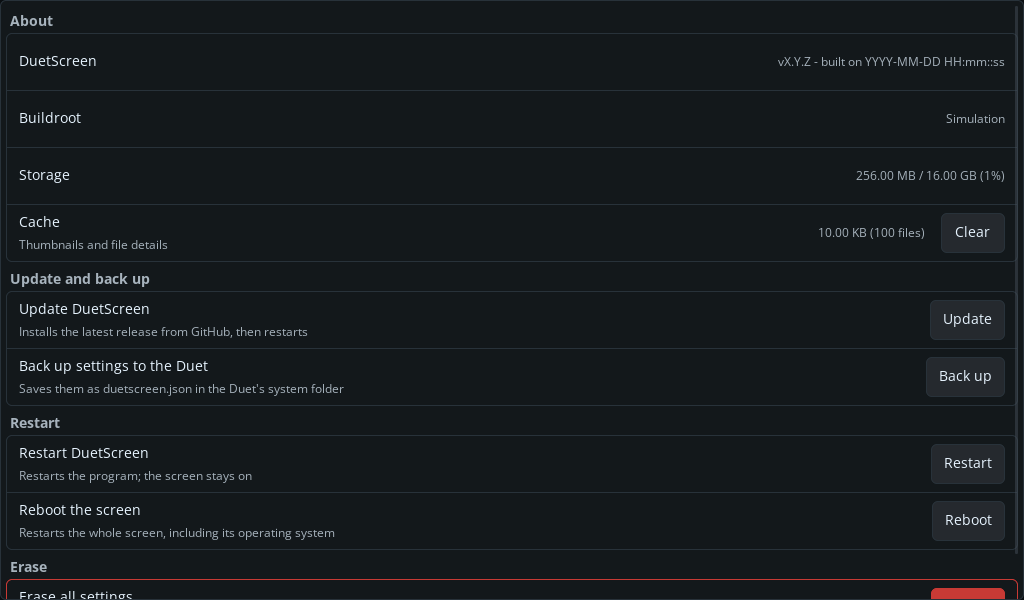 About
DuetScreen
vX.Y.Z - built on YYYY-MM-DD HH:mm::ss
Buildroot
Simulation
Storage
256.00 MB / 16.00 GB (1%)
Cache
Thumbnails and file details
10.00 KB (100 files)
Clear
Update and back up
Update DuetScreen
Installs the latest release from GitHub, then restarts
Update
Back up settings to the Duet
Saves them as duetscreen.json in the Duet's system folder
Back up
Restart
Restart DuetScreen
Restarts the program; the screen stays on
Restart
Reboot the screen
Restarts the whole screen, including its operating system
Reboot
Erase
Erase all settings